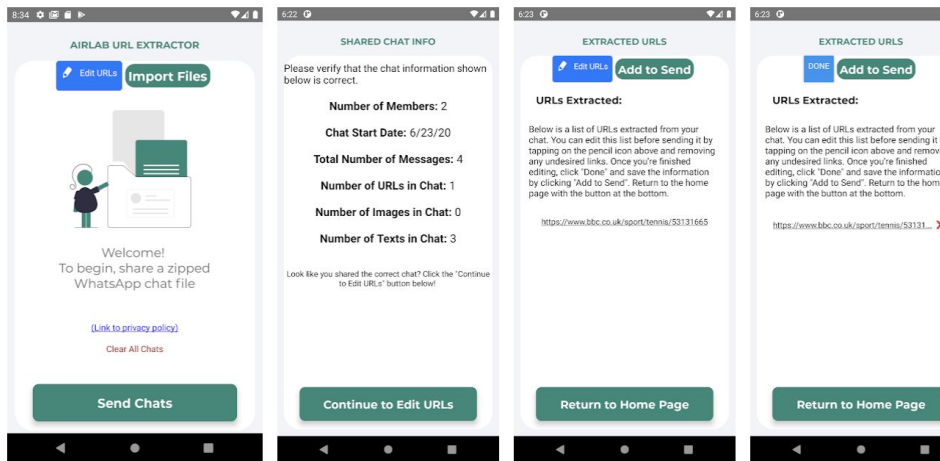 8:34
AIRLAB URL EXTRACTOR
Edit URLs
Import Files
Welcome!
To begin, share a zipped
WhatsApp chat file
(Link to privacy policy)
Clear All Chats
Send Chats
6:22
SHARED CHAT INFO
Please verify that the chat information shown
below is correct.
Number of Members: 2
Chat Start Date: 6/23/20
Total Number of Messages: 4
Number of URLs in Chat: 1
Number of Images in Chat: 0
Number of Texts in Chat: 3
Look like you shared the correct chat? Click the "Continue
to Edit URLs" button below!
Continue to Edit URLs
6:23
EXTRACTED URLS
Edit URLs
Add to Send
URLs Extracted:
Below is a list of URLs extracted from your
chat. You can edit this list before sending it by
tapping on the pencil icon above and removing
any undesired links. Once you're finished
editing, click "Done" and save the information
by clicking "Add to Send". Return to the home
page with the button at the bottom.
https://www.bbc.co.uk/sport/tennis/53131665
Return to Home Page
6:23
EXTRACTED URLS
DONE
Add to Send
URLs Extracted:
Below is a list of URLs extracted from your
chat. You can edit this list before sending it
tapping on the pencil icon above and remov
any undesired links. Once you're finished
editing, click "Done" and save the informatio
by clicking "Add to Send". Return to the hom
page with the button at the bottom.
https://www.bbc.co.uk/sport/tennis/53131...
Return to Home Page